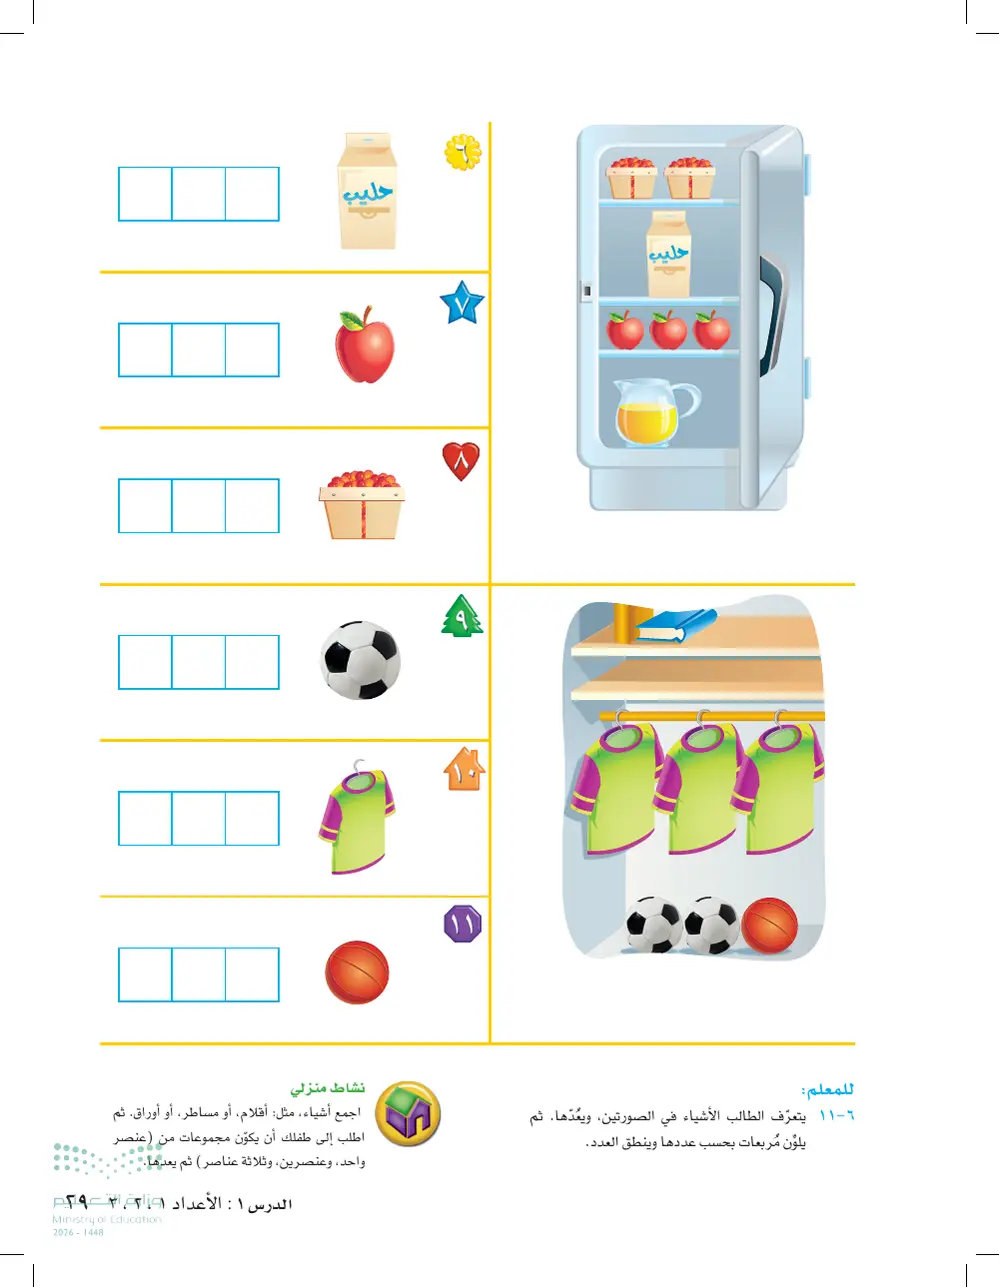 ٦
حليب
حليب
٧
٨
٩
١٠
١١
للمعلم:
٦-١١ يتعرّف الطالب الأشياء في الصورتين، ويعُدّها. ثم
يلوِّن مُربعات بحسب عددها وينطق العدد.
نشاط منزلي
اجمع أشياء، مثل: أقلام، أو مساطر، أو أوراق. ثم
اطلب إلى طفلك أن يكوّن مجموعات من (عنصر
واحد، وعنصرين، وثلاثة عناصر) ثم يعدها.
الدرس ١ : الأعداد ١ ، ٢ ، ٣ ٢٩
وزارة التعليم
Ministry of Education
2026 - 1448